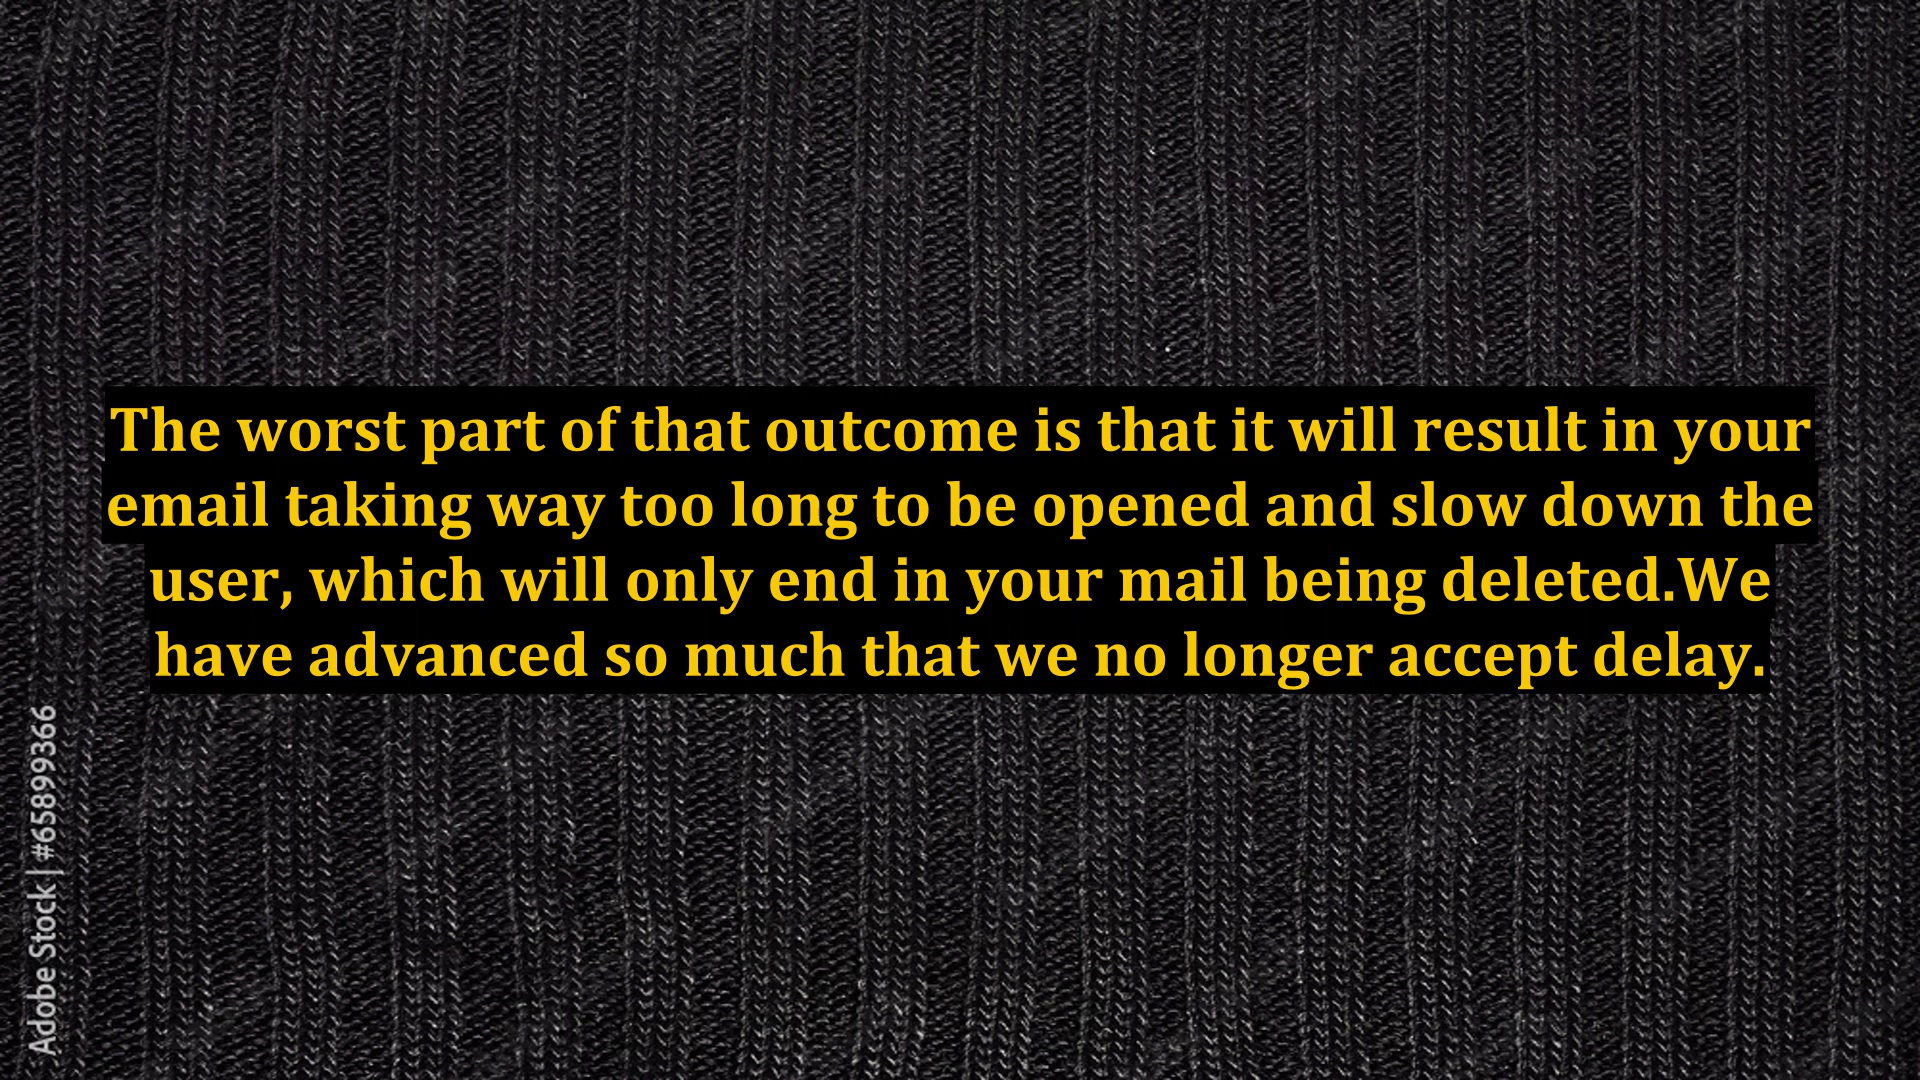 The worst part of that outcome is that it will result in your
email taking way too long to be opened and slow down the
user, which will only end in your mail being deleted.We
have advanced so much that we no longer accept delay.
Adobe Stock | #65899366